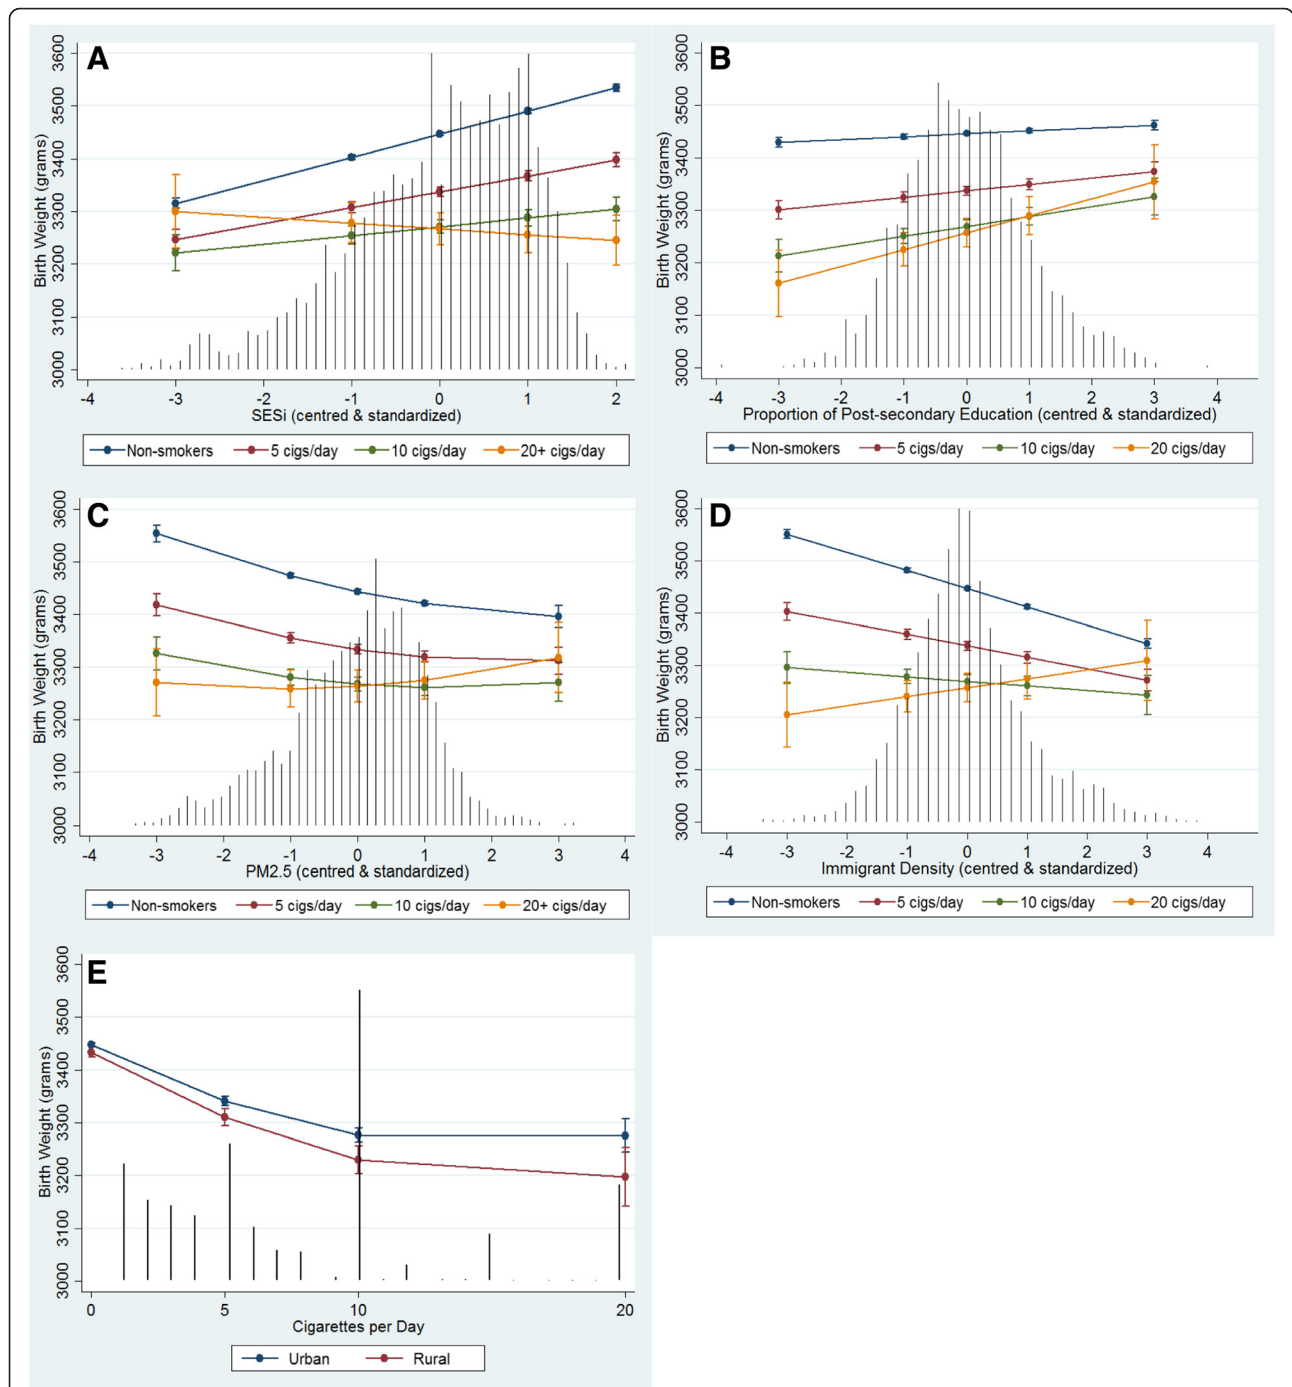 A
Birth Weight (grams)
3600
3500
3400
3300
3200
3100
3000
-4 -3 -2 -1 0 1 2
SESi (centred & standardized)
Non-smokers 5 cigs/day 10 cigs/day 20+ cigs/day
B
Birth Weight (grams)
3600
3500
3400
3300
3200
3100
3000
-4 -3 -2 -1 0 1 2 3 4
Proportion of Post-secondary Education (centred & standardized)
Non-smokers 5 cigs/day 10 cigs/day 20 cigs/day
C
Birth Weight (grams)
3600
3500
3400
3300
3200
3100
3000
-4 -3 -2 -1 0 1 2 3 4
PM2.5 (centred & standardized)
Non-smokers 5 cigs/day 10 cigs/day 20+ cigs/day
D
Birth Weight (grams)
3600
3500
3400
3300
3200
3100
3000
-4 -3 -2 -1 0 1 2 3 4
Immigrant Density (centred & standardized)
Non-smokers 5 cigs/day 10 cigs/day 20 cigs/day
E
Birth Weight (grams)
3600
3500
3400
3300
3200
3100
3000
0 5 10 20
Cigarettes per Day
Urban Rural